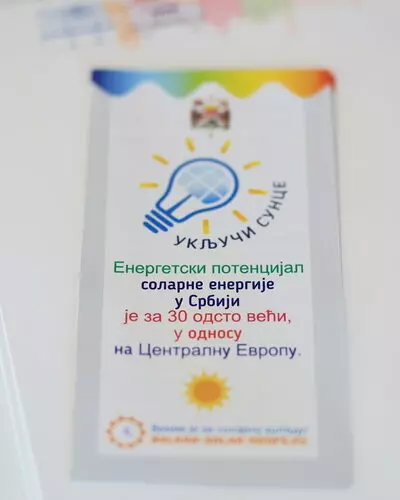 УКЉУЧИ СУНЦЕ
Енергетски потенцијал
соларне енергије
у Србији
је за 30 одсто већи,
у односу
на Централну Европу.